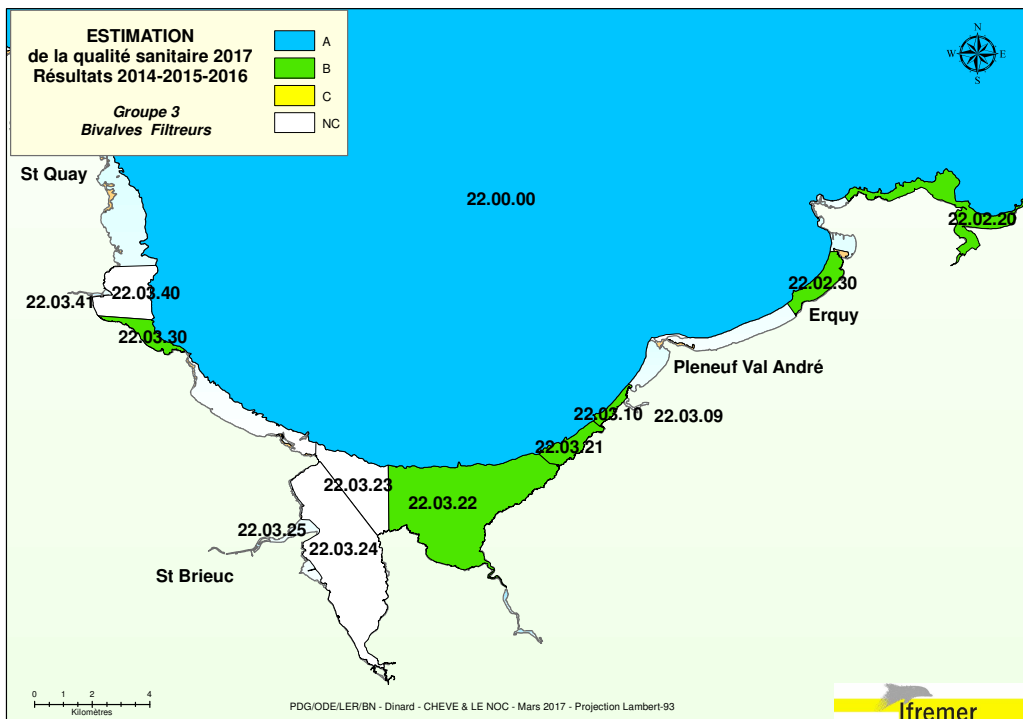 ESTIMATION
de la qualité sanitaire 2017
Résultats 2014-2015-2016
Groupe 3
Bivalves Filtreurs
A
B
C
NC
N
W E
S
St Quay
22.00.00
22.02.20
22.03.40
22.03.41
22.02.30
Erquy
22.03.30
Pleneuf Val André
22.03.10
22.03.09
22.03.21
22.03.23
22.03.22
22.03.25
22.03.24
St Brieuc
0 1 2 4
Kilomètres
PDG/ODE/LER/BN - Dinard - CHEVE & LE NOC - Mars 2017 - Projection Lambert-93
Ifremer